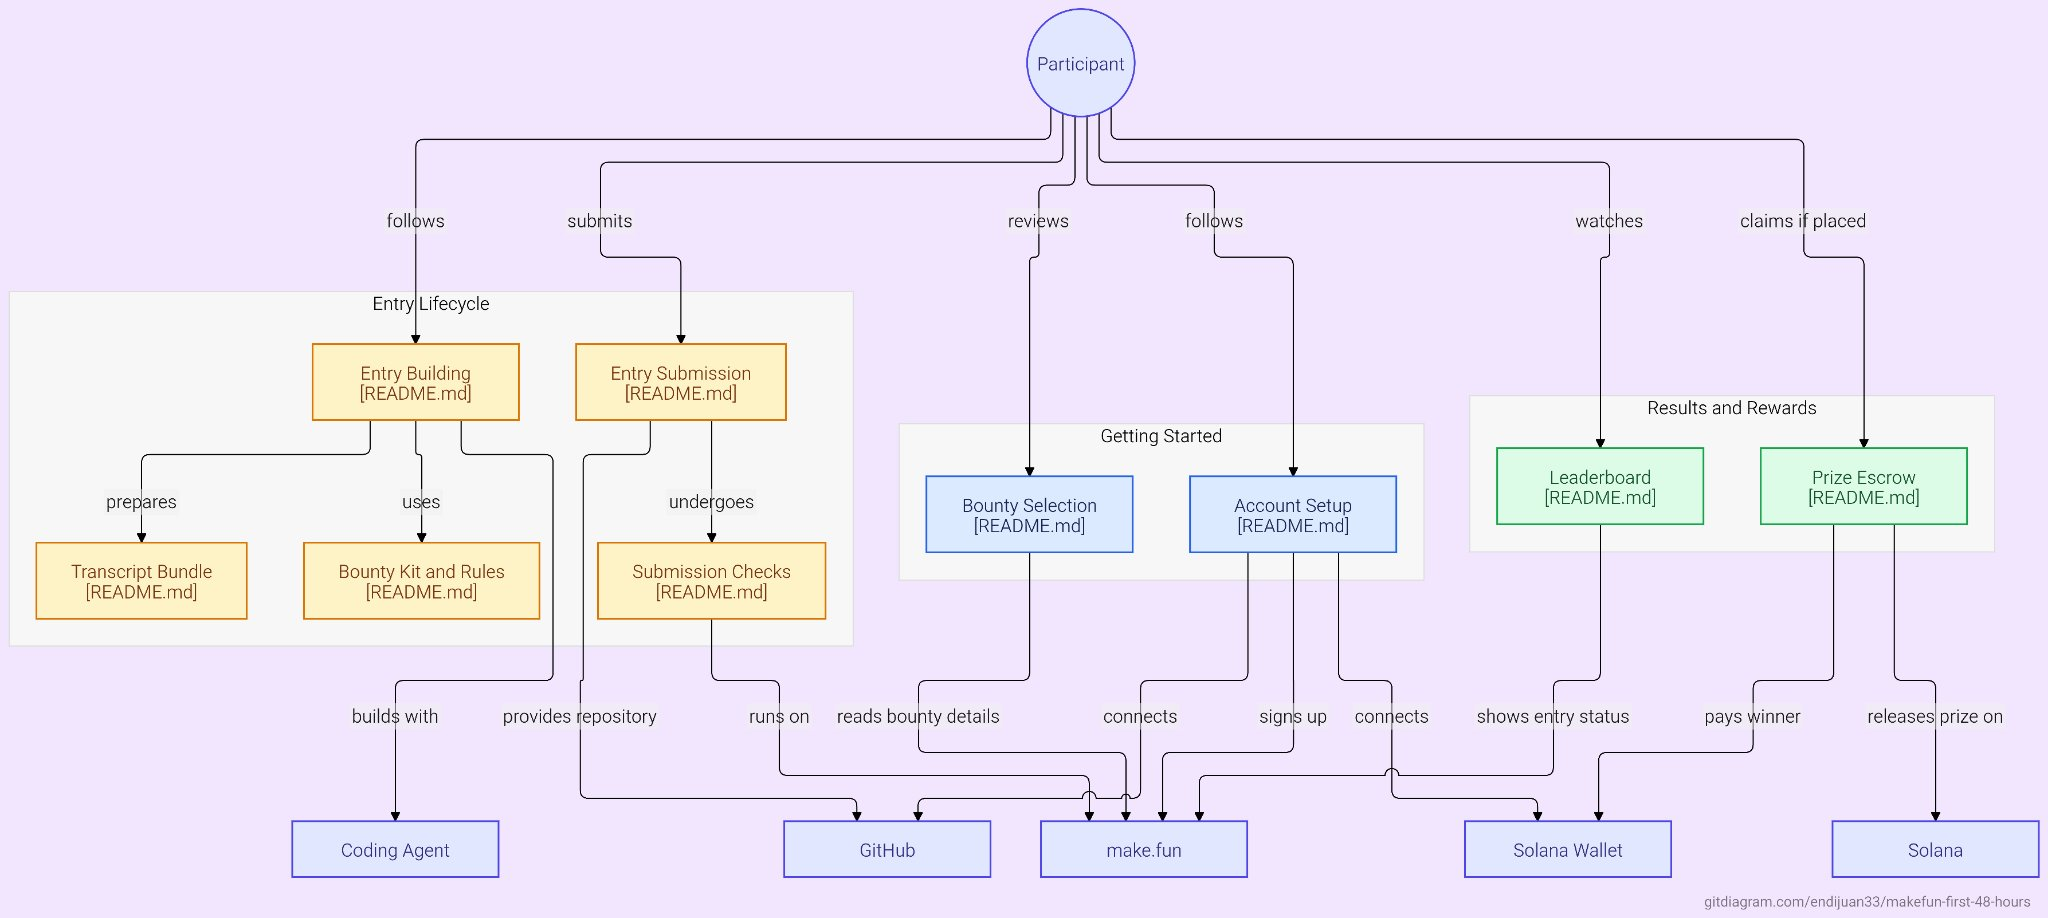 Participant
follows
submits
reviews
follows
watches
claims if placed
Entry Lifecycle
Entry Building
[README.md]
Entry Submission
[README.md]
prepares
uses
undergoes
Transcript Bundle
[README.md]
Bounty Kit and Rules
[README.md]
Submission Checks
[README.md]
Getting Started
Bounty Selection
[README.md]
Account Setup
[README.md]
Results and Rewards
Leaderboard
[README.md]
Prize Escrow
[README.md]
builds with
provides repository
runs on
reads bounty details
connects
signs up
connects
shows entry status
pays winner
releases prize on
Coding Agent
GitHub
make.fun
Solana Wallet
Solana
gitdiagram.com/endijuan33/makefun-first-48-hours